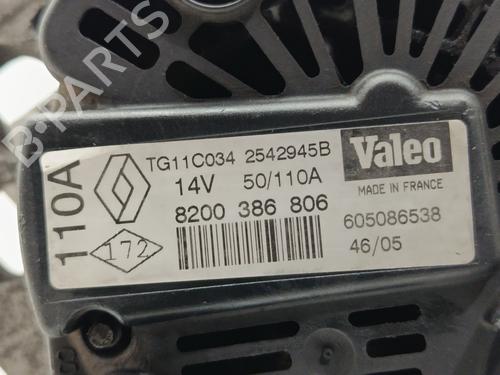 110A
TG11C034 2542945B
14V 50/110A
8200 386 806
172
Valeo
MADE IN FRANCE
605086538
46/05
B-PARTS